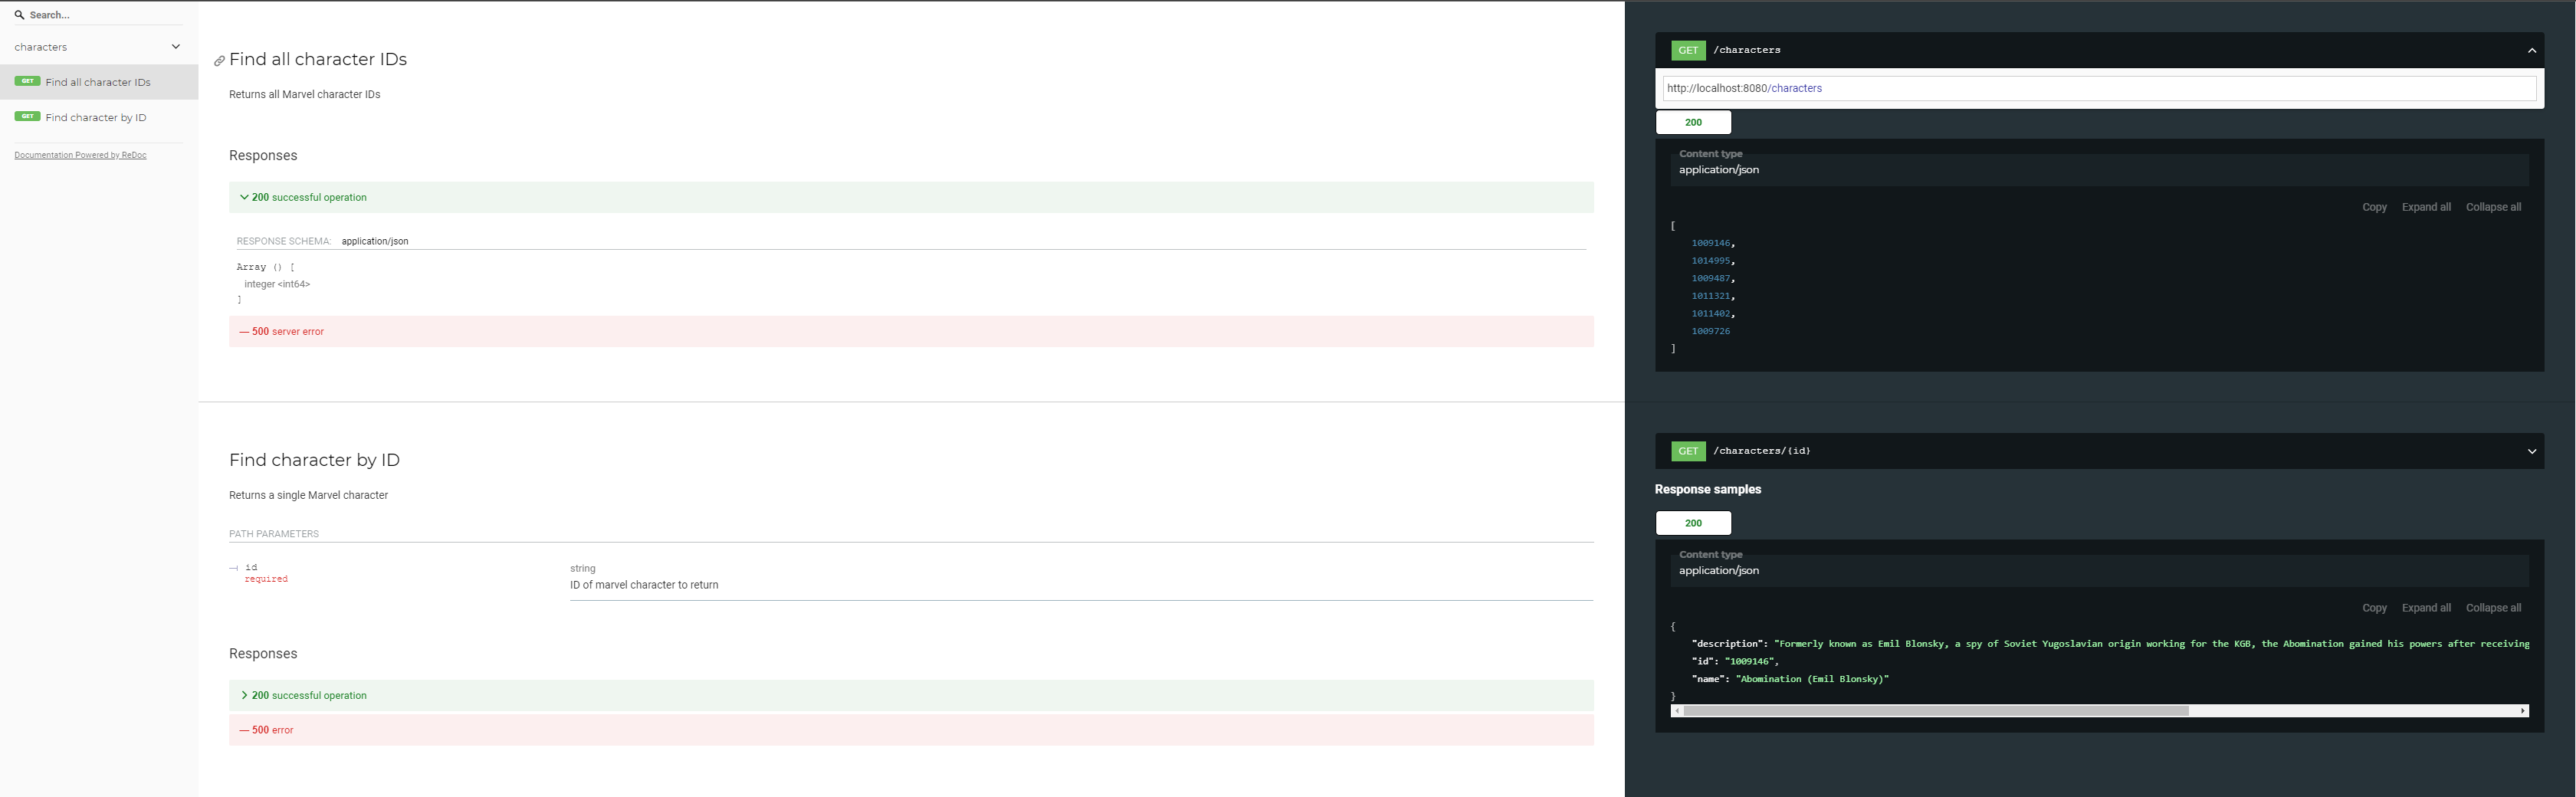 Search...
characters
GET Find all character IDs
GET Find character by ID
Documentation Powered by ReDoc
Find all character IDs
Returns all Marvel character IDs
Responses
200 successful operation
RESPONSE SCHEMA: application/json
Array () [
integer <int64>
]
— 500 server error
Find character by ID
Returns a single Marvel character
PATH PARAMETERS
id
required
string
ID of marvel character to return
Responses
200 successful operation
— 500 error
GET /characters
http://localhost:8080/characters
200
Content type
application/json
Copy Expand all Collapse all
[
1009146,
1014995,
1009487,
1011321,
1011402,
1009726
]
GET /characters/{id}
Response samples
200
Content type
application/json
Copy Expand all Collapse all
{
"description": "Formerly known as Emil Blonsky, a spy of Soviet Yugoslavian origin working for the KGB, the Abomination gained his powers after receiving
"id": "1009146",
"name": "Abomination (Emil Blonsky)"
}